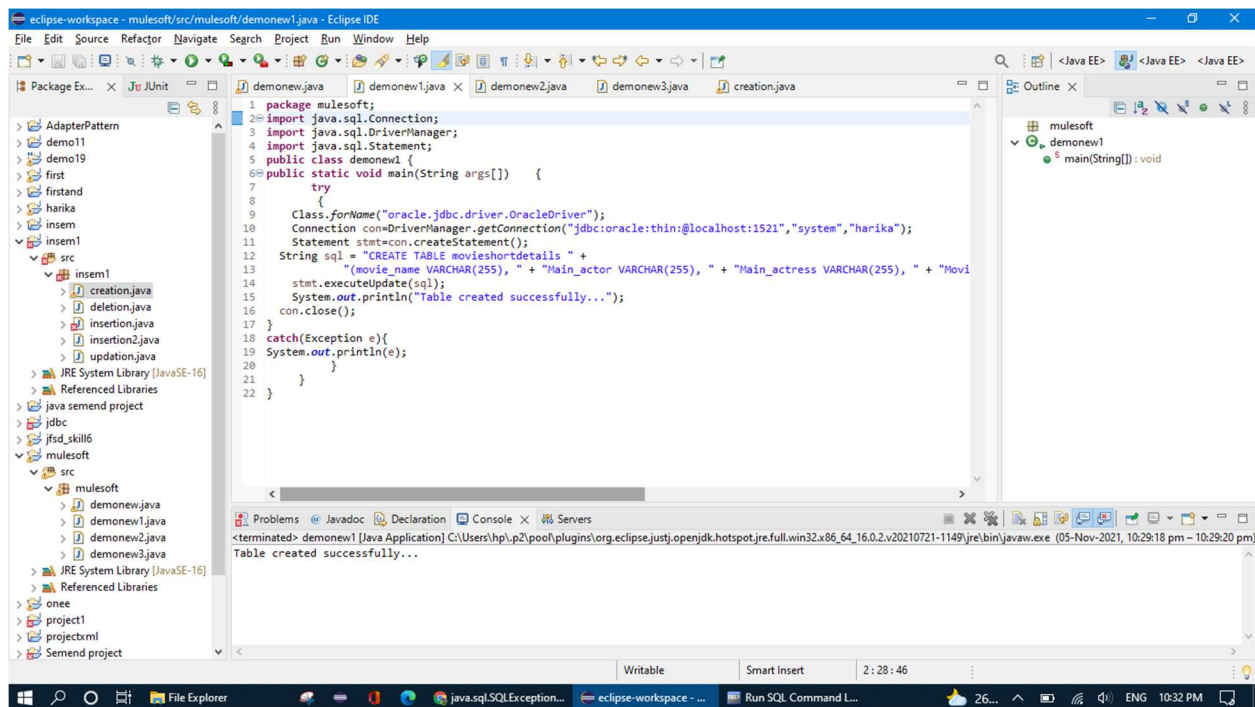 eclipse-workspace - mulesoft/src/mulesoft/demonew1.java - Eclipse IDE
File Edit Source Refactor Navigate Search Project Run Window Help
<Java EE> <Java EE> <Java EE>
Package Ex... JUnit
AdapterPattern
demo11
demo19
first
firstand
harika
insem
insem1
src
insem1
creation.java
deletion.java
insertion.java
insertion2.java
updation.java
JRE System Library [JavaSE-16]
Referenced Libraries
java semend project
jdbc
jfsd_skill6
mulesoft
src
mulesoft
demonew.java
demonew1.java
demonew2.java
demonew3.java
JRE System Library [JavaSE-16]
Referenced Libraries
onee
project1
projectxml
Semend project
demonew.java demonew1.java demonew2.java demonew3.java creation.java
1 package mulesoft;
2 import java.sql.Connection;
3 import java.sql.DriverManager;
4 import java.sql.Statement;
5 public class demonew1 {
6 public static void main(String args[]) {
7 try
8 {
9 Class.forName("oracle.jdbc.driver.OracleDriver");
10 Connection con=DriverManager.getConnection("jdbc:oracle:thin:@localhost:1521","system","harika");
11 Statement stmt=con.createStatement();
12 String sql = "CREATE TABLE movieshortdetails " +
13 "(movie_name VARCHAR(255), " + "Main_actor VARCHAR(255), " + "Main_actress VARCHAR(255), " + "Movi
14 stmt.executeUpdate(sql);
15 System.out.println("Table created successfully...");
16 con.close();
17 }
18 catch(Exception e){
19 System.out.println(e);
20 }
21 }
22 }
Outline
mulesoft
demonew1
main(String[]) : void
Problems Javadoc Declaration Console Servers
<terminated> demonew1 [Java Application] C:\Users\hp\.p2\pool\plugins\org.eclipse.justj.openjdk.hotspot.jre.full.win32.x86_64_16.0.2.v20210721-1149\jre\bin\javaw.exe (05-Nov-2021, 10:29:18 pm – 10:29:20 pm)
Table created successfully...
Writable Smart Insert 2 : 28 : 46
File Explorer java.sql.SQLException... eclipse-workspace - ... Run SQL Command L... 26... ENG 10:32 PM